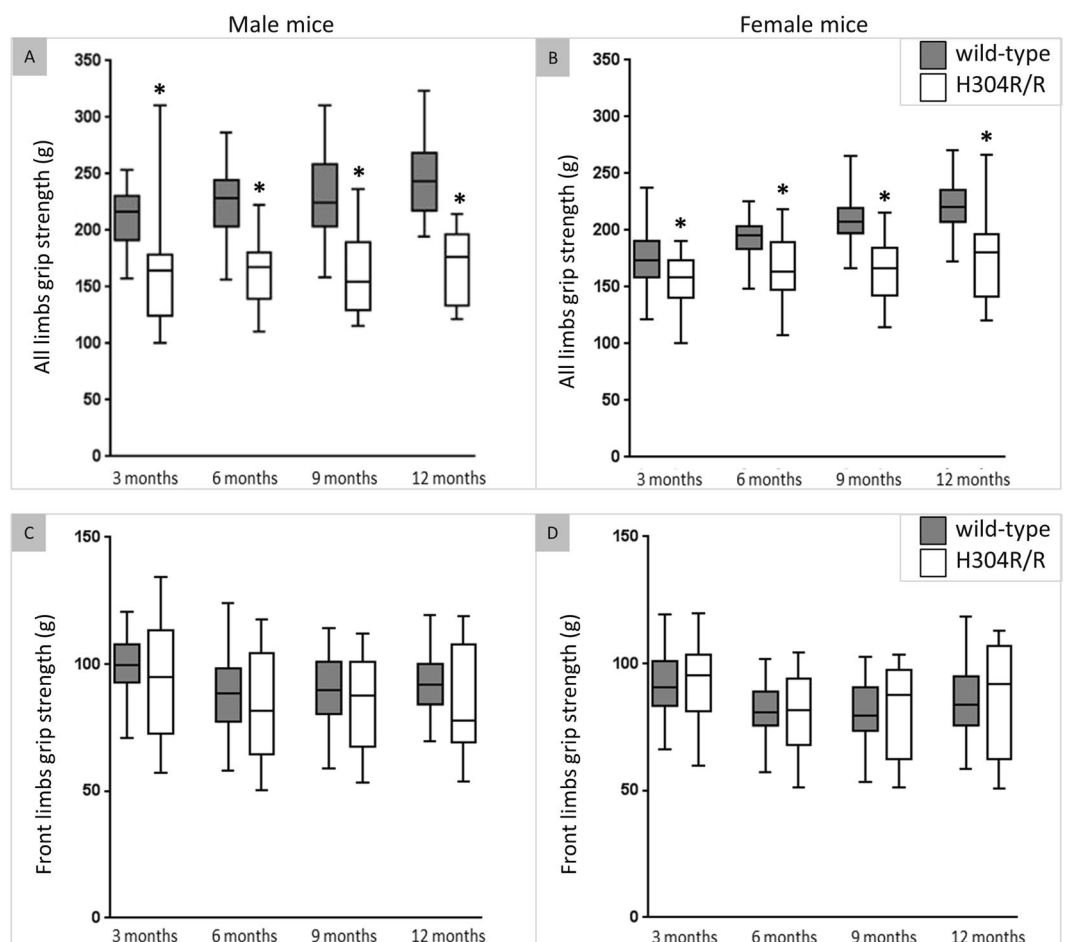 Male mice
Female mice
A
350
300
250
200
150
100
50
0
All limbs grip strength (g)
*
*
*
*
3 months
6 months
9 months
12 months
B
wild-type
H304R/R
350
300
250
200
150
100
50
0
All limbs grip strength (g)
*
*
*
*
3 months
6 months
9 months
12 months
C
150
100
50
0
Front limbs grip strength (g)
3 months
6 months
9 months
12 months
D
wild-type
H304R/R
150
100
50
0
Front limbs grip strength (g)
3 months
6 months
9 months
12 months